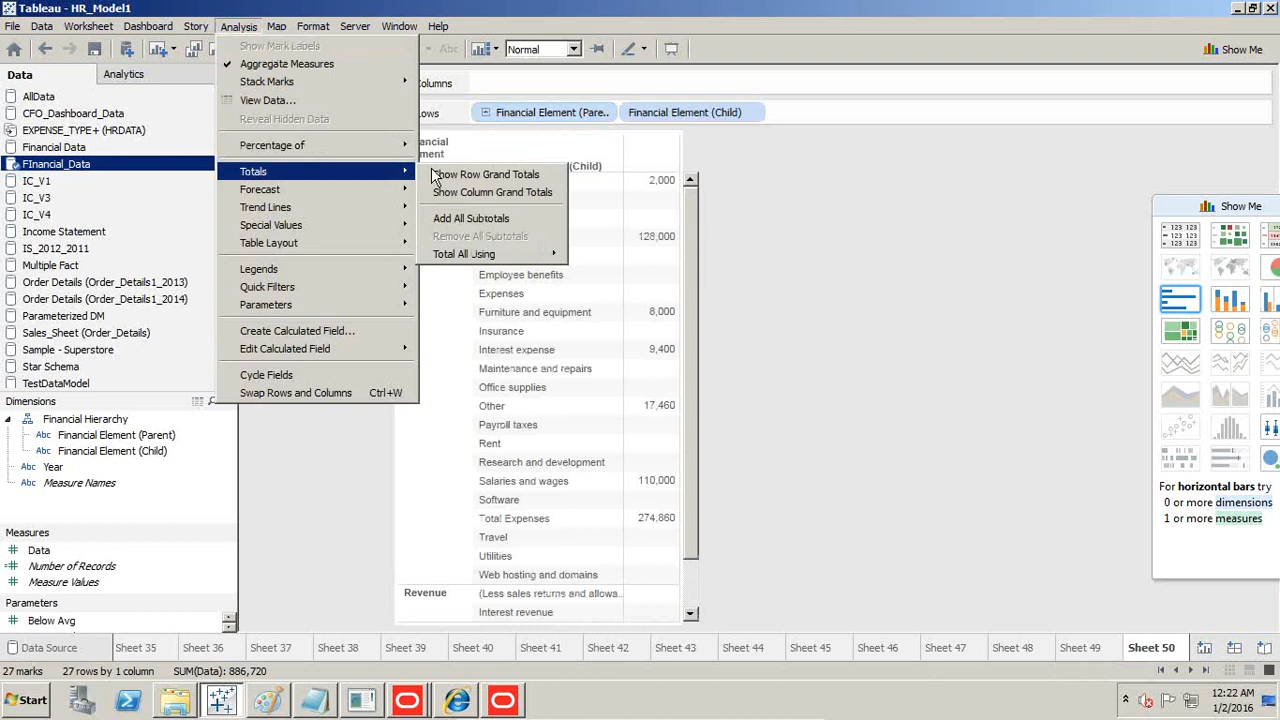 Tableau - HR_Model1
File Data Worksheet Dashboard Story Analysis Map Format Server Window Help
Abc Normal Show Me
Data Analytics
AllData
CFO_Dashboard_Data
EXPENSE_TYPE+ (HRDATA)
Financial Data
FInancial_Data
IC_V1
IC_V3
IC_V4
Income Statement
IS_2012_2011
Multiple Fact
Order Details (Order_Details1_2013)
Order Details (Order_Details1_2014)
Parameterized DM
Sales_Sheet (Order_Details)
Sample - Superstore
Star Schema
TestDataModel
Dimensions
Financial Hierarchy
Abc Financial Element (Parent)
Abc Financial Element (Child)
Year
Abc Measure Names
Measures
Data
Number of Records
Measure Values
Parameters
Abc Below Avg
Show Mark Labels
Aggregate Measures
Stack Marks
View Data...
Reveal Hidden Data
Percentage of
Totals
Forecast
Trend Lines
Special Values
Table Layout
Legends
Quick Filters
Parameters
Create Calculated Field...
Edit Calculated Field
Cycle Fields
Swap Rows and Columns Ctrl+W
how Row Grand Totals
Show Column Grand Totals
Add All Subtotals
Remove All Subtotals
Total All Using
olumns
ows Financial Element (Pare.. Financial Element (Child)
ancial
ment
(Child)
2,000
128,000
Employee benefits
Expenses
Furniture and equipment 8,000
Insurance
Interest expense 9,400
Maintenance and repairs
Office supplies
Other 17,460
Payroll taxes
Rent
Research and development
Salaries and wages 110,000
Software
Total Expenses 274,860
Travel
Utilities
Web hosting and domains
Revenue (Less sales returns and allowa..
Interest revenue
Show Me
For horizontal bars try
0 or more dimensions
1 or more measures
Data Source Sheet 35 Sheet 36 Sheet 37 Sheet 38 Sheet 39 Sheet 40 Sheet 41 Sheet 42 Sheet 43 Sheet 44 Sheet 45 Sheet 46 Sheet 47 Sheet 48 Sheet 49 Sheet 50
27 marks 27 rows by 1 column SUM(Data): 886,720
Start
12:22 AM
1/2/2016